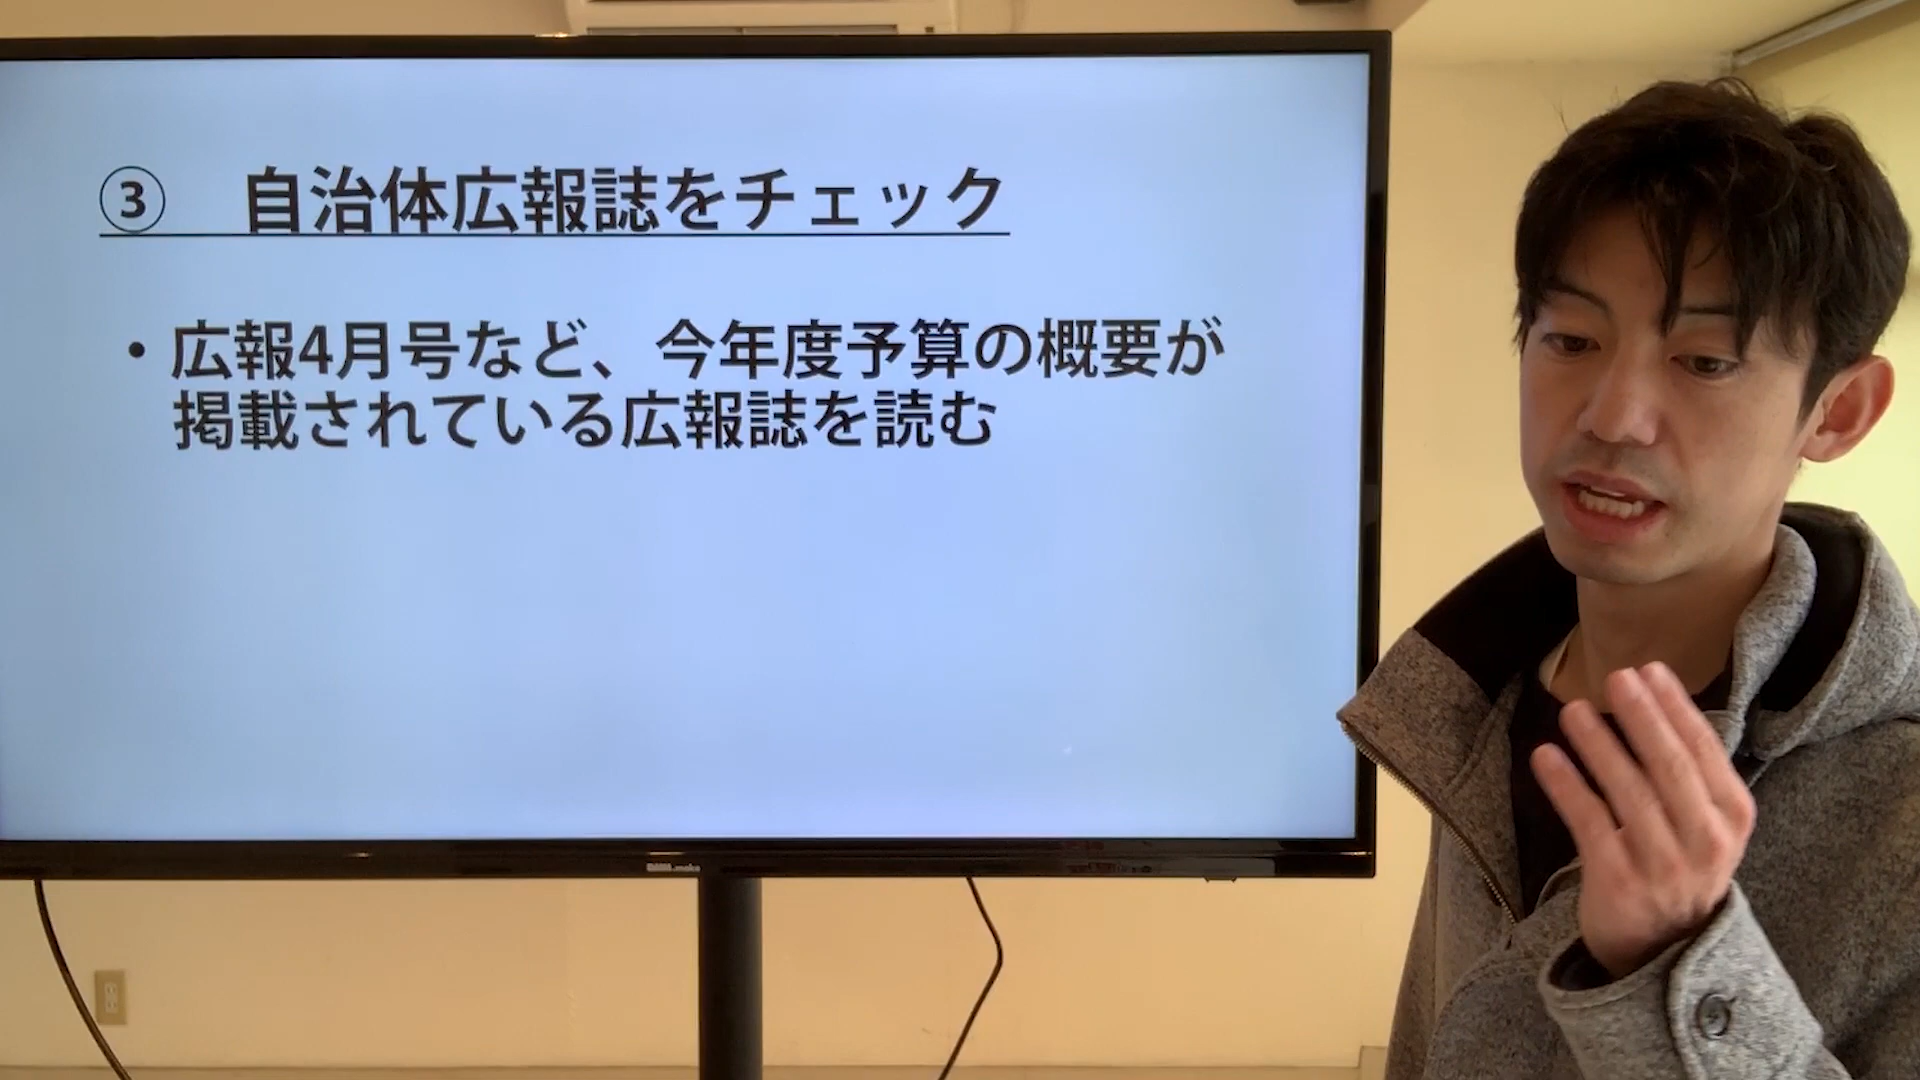 ③ 自治体広報誌をチェック
・広報4月号など、今年度予算の概要が
掲載されている広報誌を読む